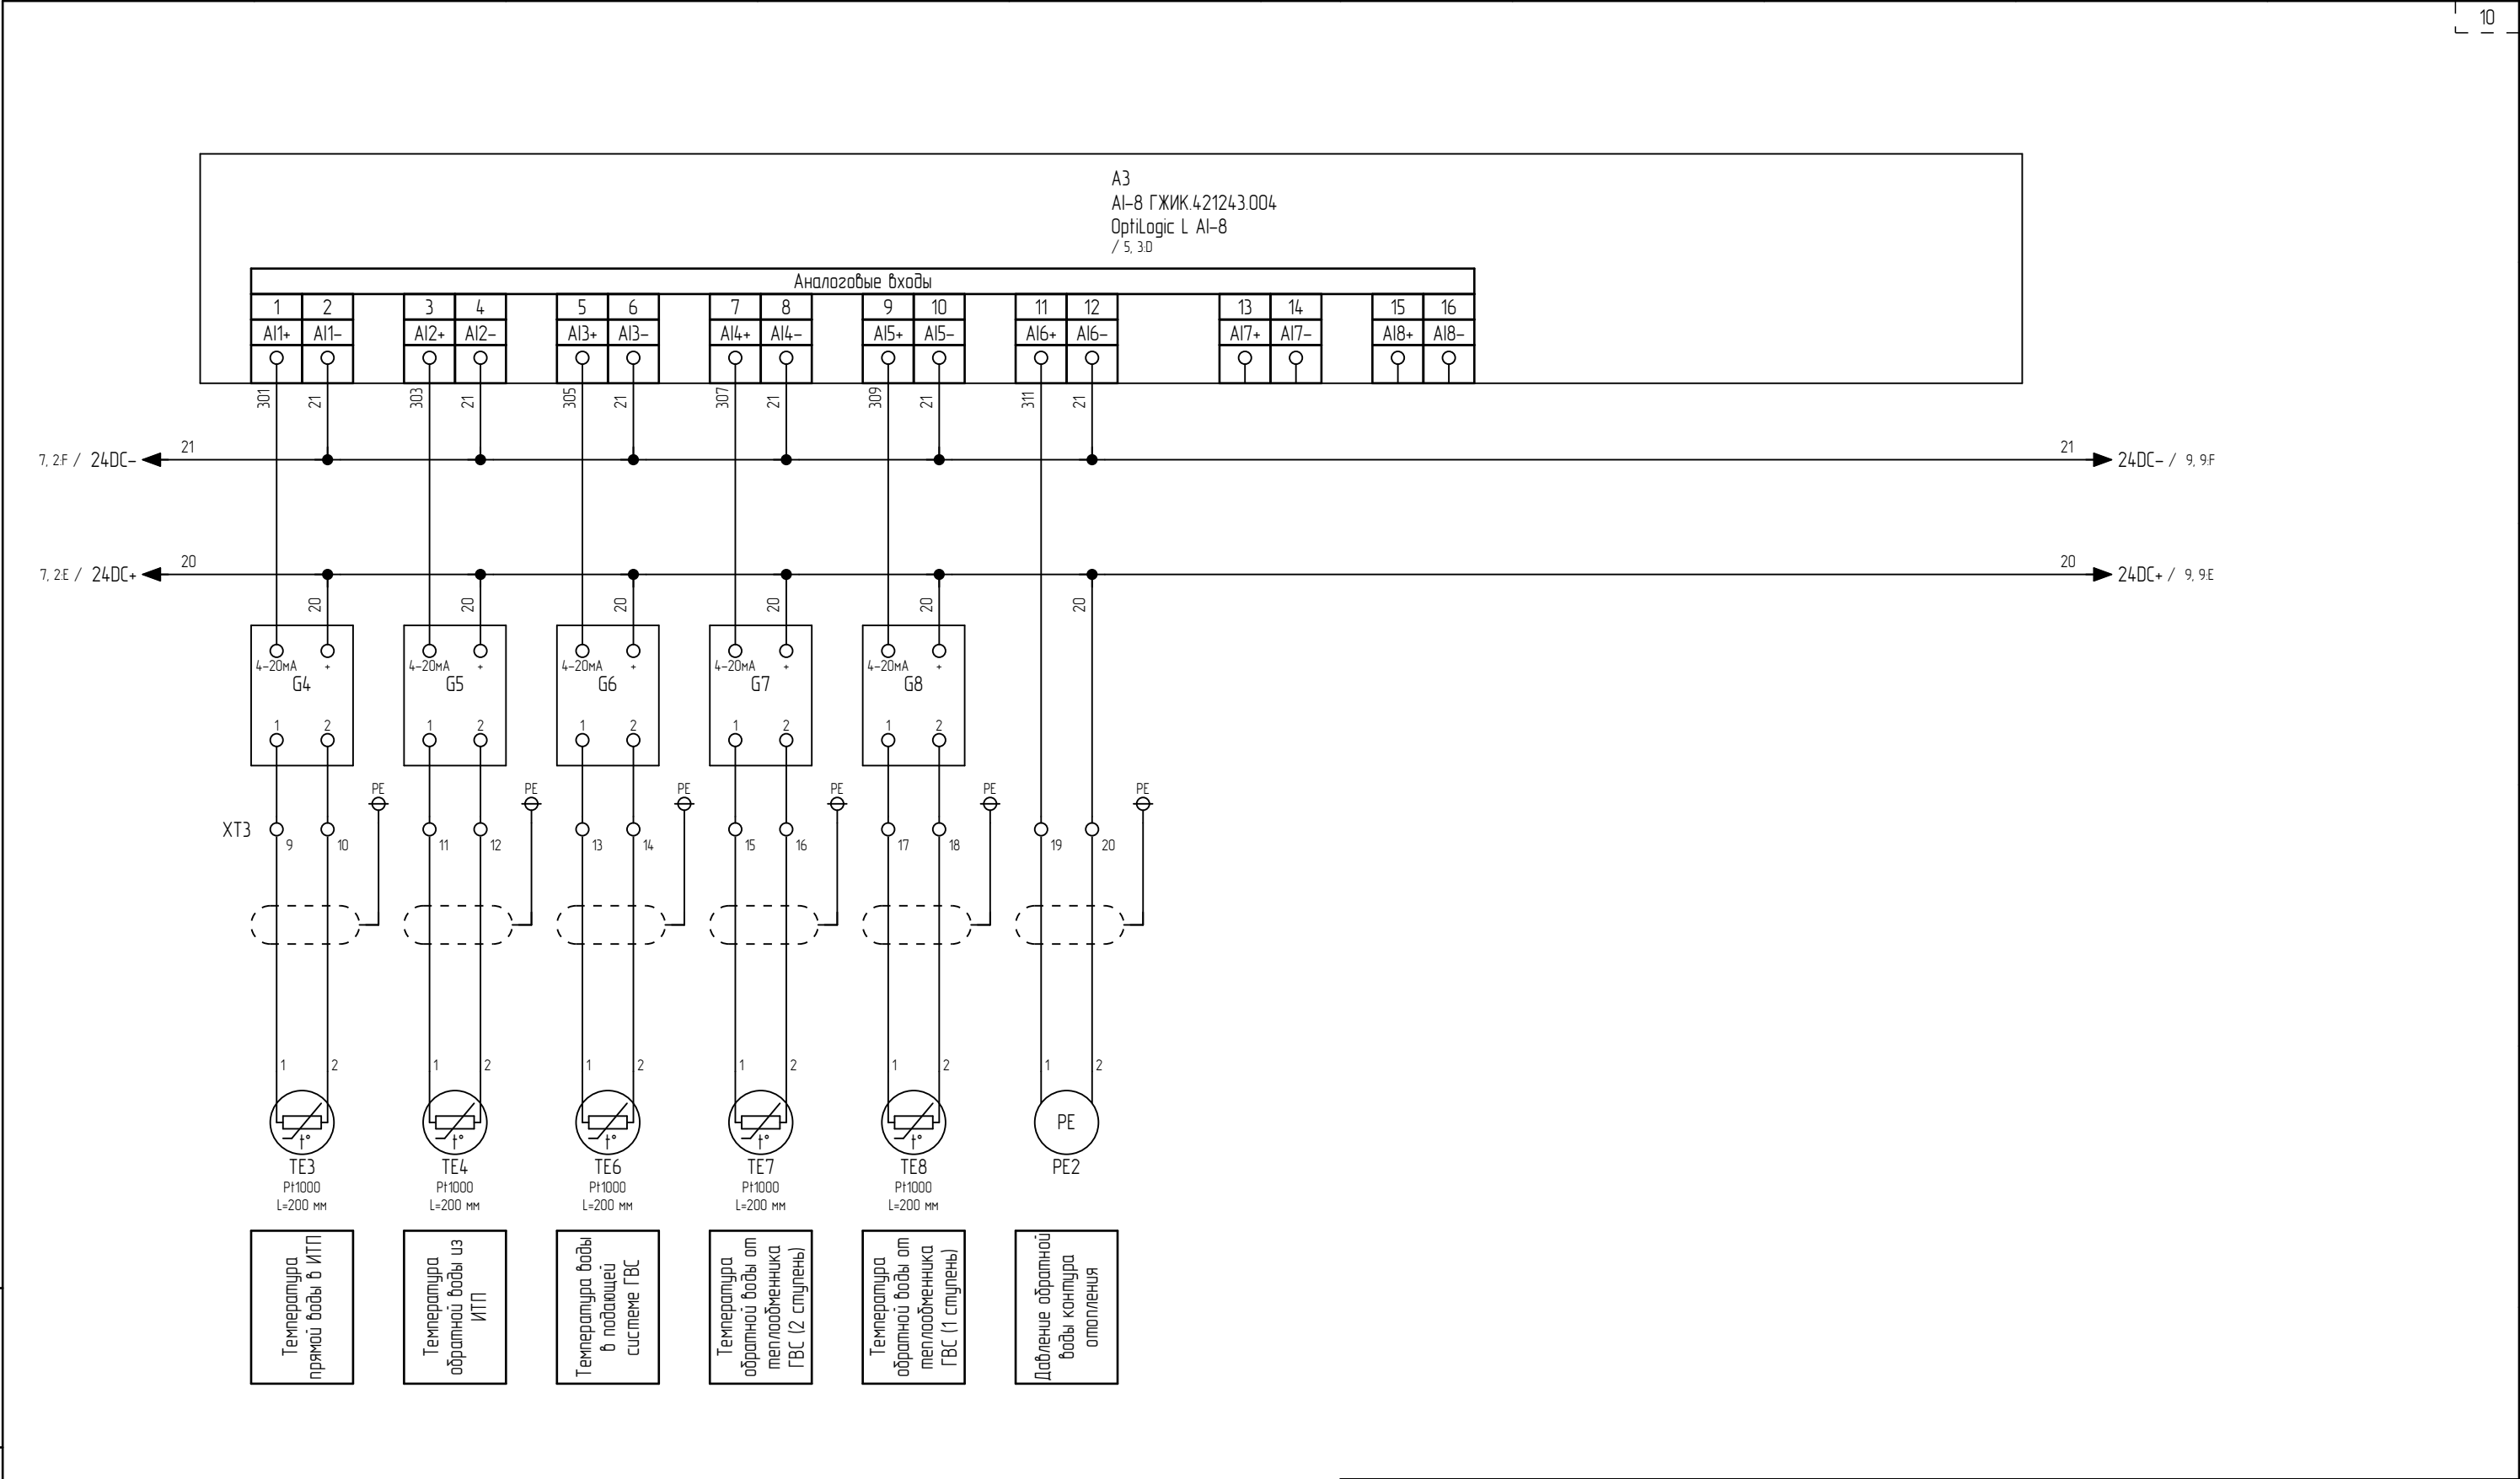 10
А3
AI-8 ГЖИК.421243.004
OptiLogic L AI-8
/ 5, 3:D
Аналоговые входы
1 2 3 4 5 6 7 8 9 10 11 12 13 14 15 16
AI1+ AI1- AI2+ AI2- AI3+ AI3- AI4+ AI4- AI5+ AI5- AI6+ AI6- AI7+ AI7- AI8+ AI8-
301 21 303 21 305 21 307 21 309 21 311 21
7, 2:F / 24DC- 21 21 24DC- / 9, 9:F
7, 2:E / 24DC+ 20 20 24DC+ / 9, 9:E
20 20 20 20 20 20
4-20мА + 4-20мА + 4-20мА + 4-20мА + 4-20мА +
G4 G5 G6 G7 G8
1 2 1 2 1 2 1 2 1 2
PE PE PE PE PE PE
XT3
9 10 11 12 13 14 15 16 17 18 19 20
1 2 1 2 1 2 1 2 1 2 1 2
PE
t° t° t° t° t°
TE3 TE4 TE6 TE7 TE8 PE2
Pt1000 Pt1000 Pt1000 Pt1000 Pt1000
L=200 мм L=200 мм L=200 мм L=200 мм L=200 мм
Температура
прямой воды в ИТП
Температура
обратной воды из
ИТП
Температура воды
в подающей
системе ГВС
Температура
обратной воды от
теплообменника
ГВС (2 ступень)
Температура
обратной воды от
теплообменника
ГВС (1 ступень)
Давление обратной
воды контура
отопления